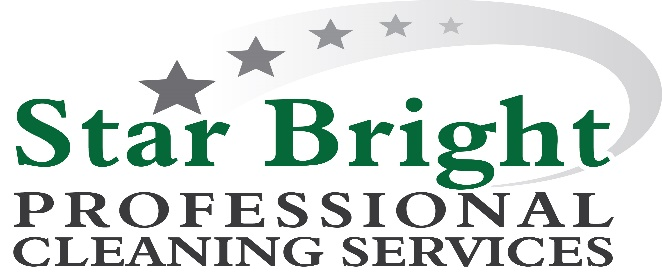 Star Bright
PROFESSIONAL
CLEANING SERVICES